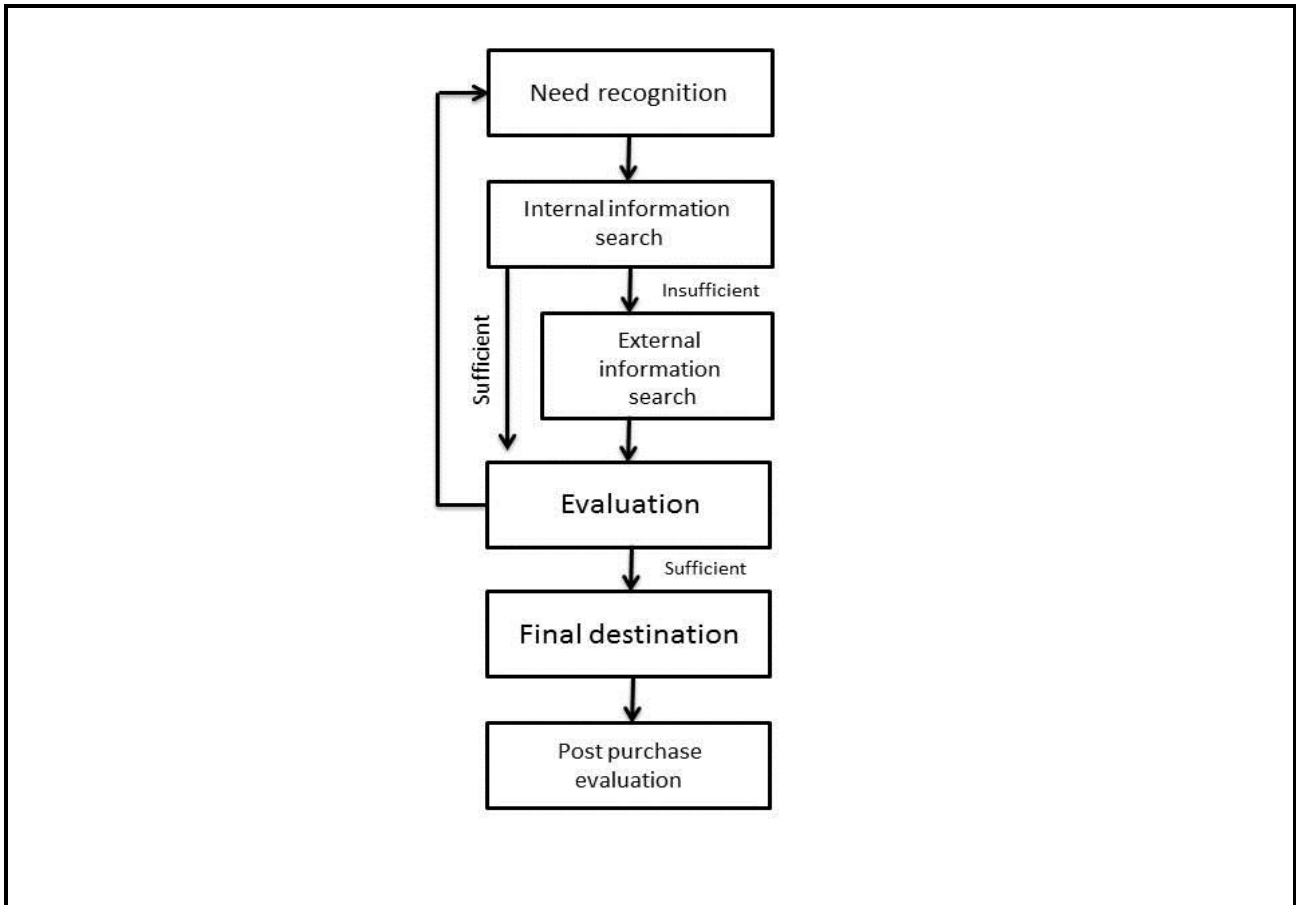 Need recognition
Internal information
search
Insufficient
Sufficient
External
information
search
Evaluation
Sufficient
Final destination
Post purchase
evaluation